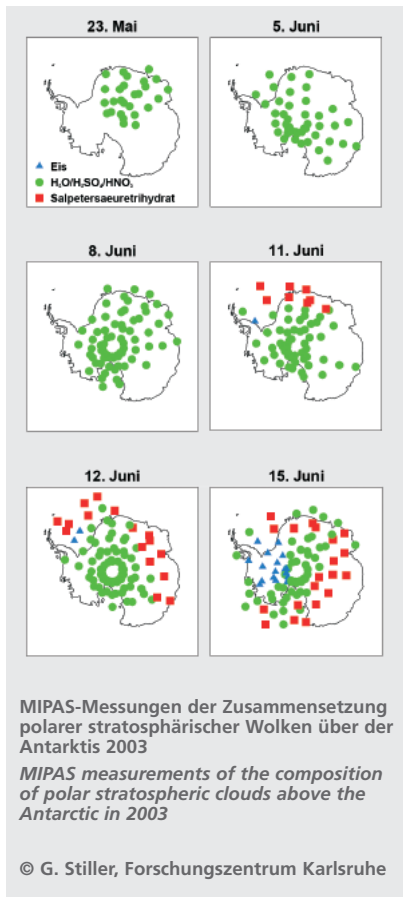 23. Mai
5. Juni
Eis
H₂O/H₂SO₄/HNO₃
Salpetersaeuretrihydrat
8. Juni
11. Juni
12. Juni
15. Juni
MIPAS-Messungen der Zusammensetzung
polarer stratosphärischer Wolken über der
Antarktis 2003
MIPAS measurements of the composition
of polar stratospheric clouds above the
Antarctic in 2003
© G. Stiller, Forschungszentrum Karlsruhe